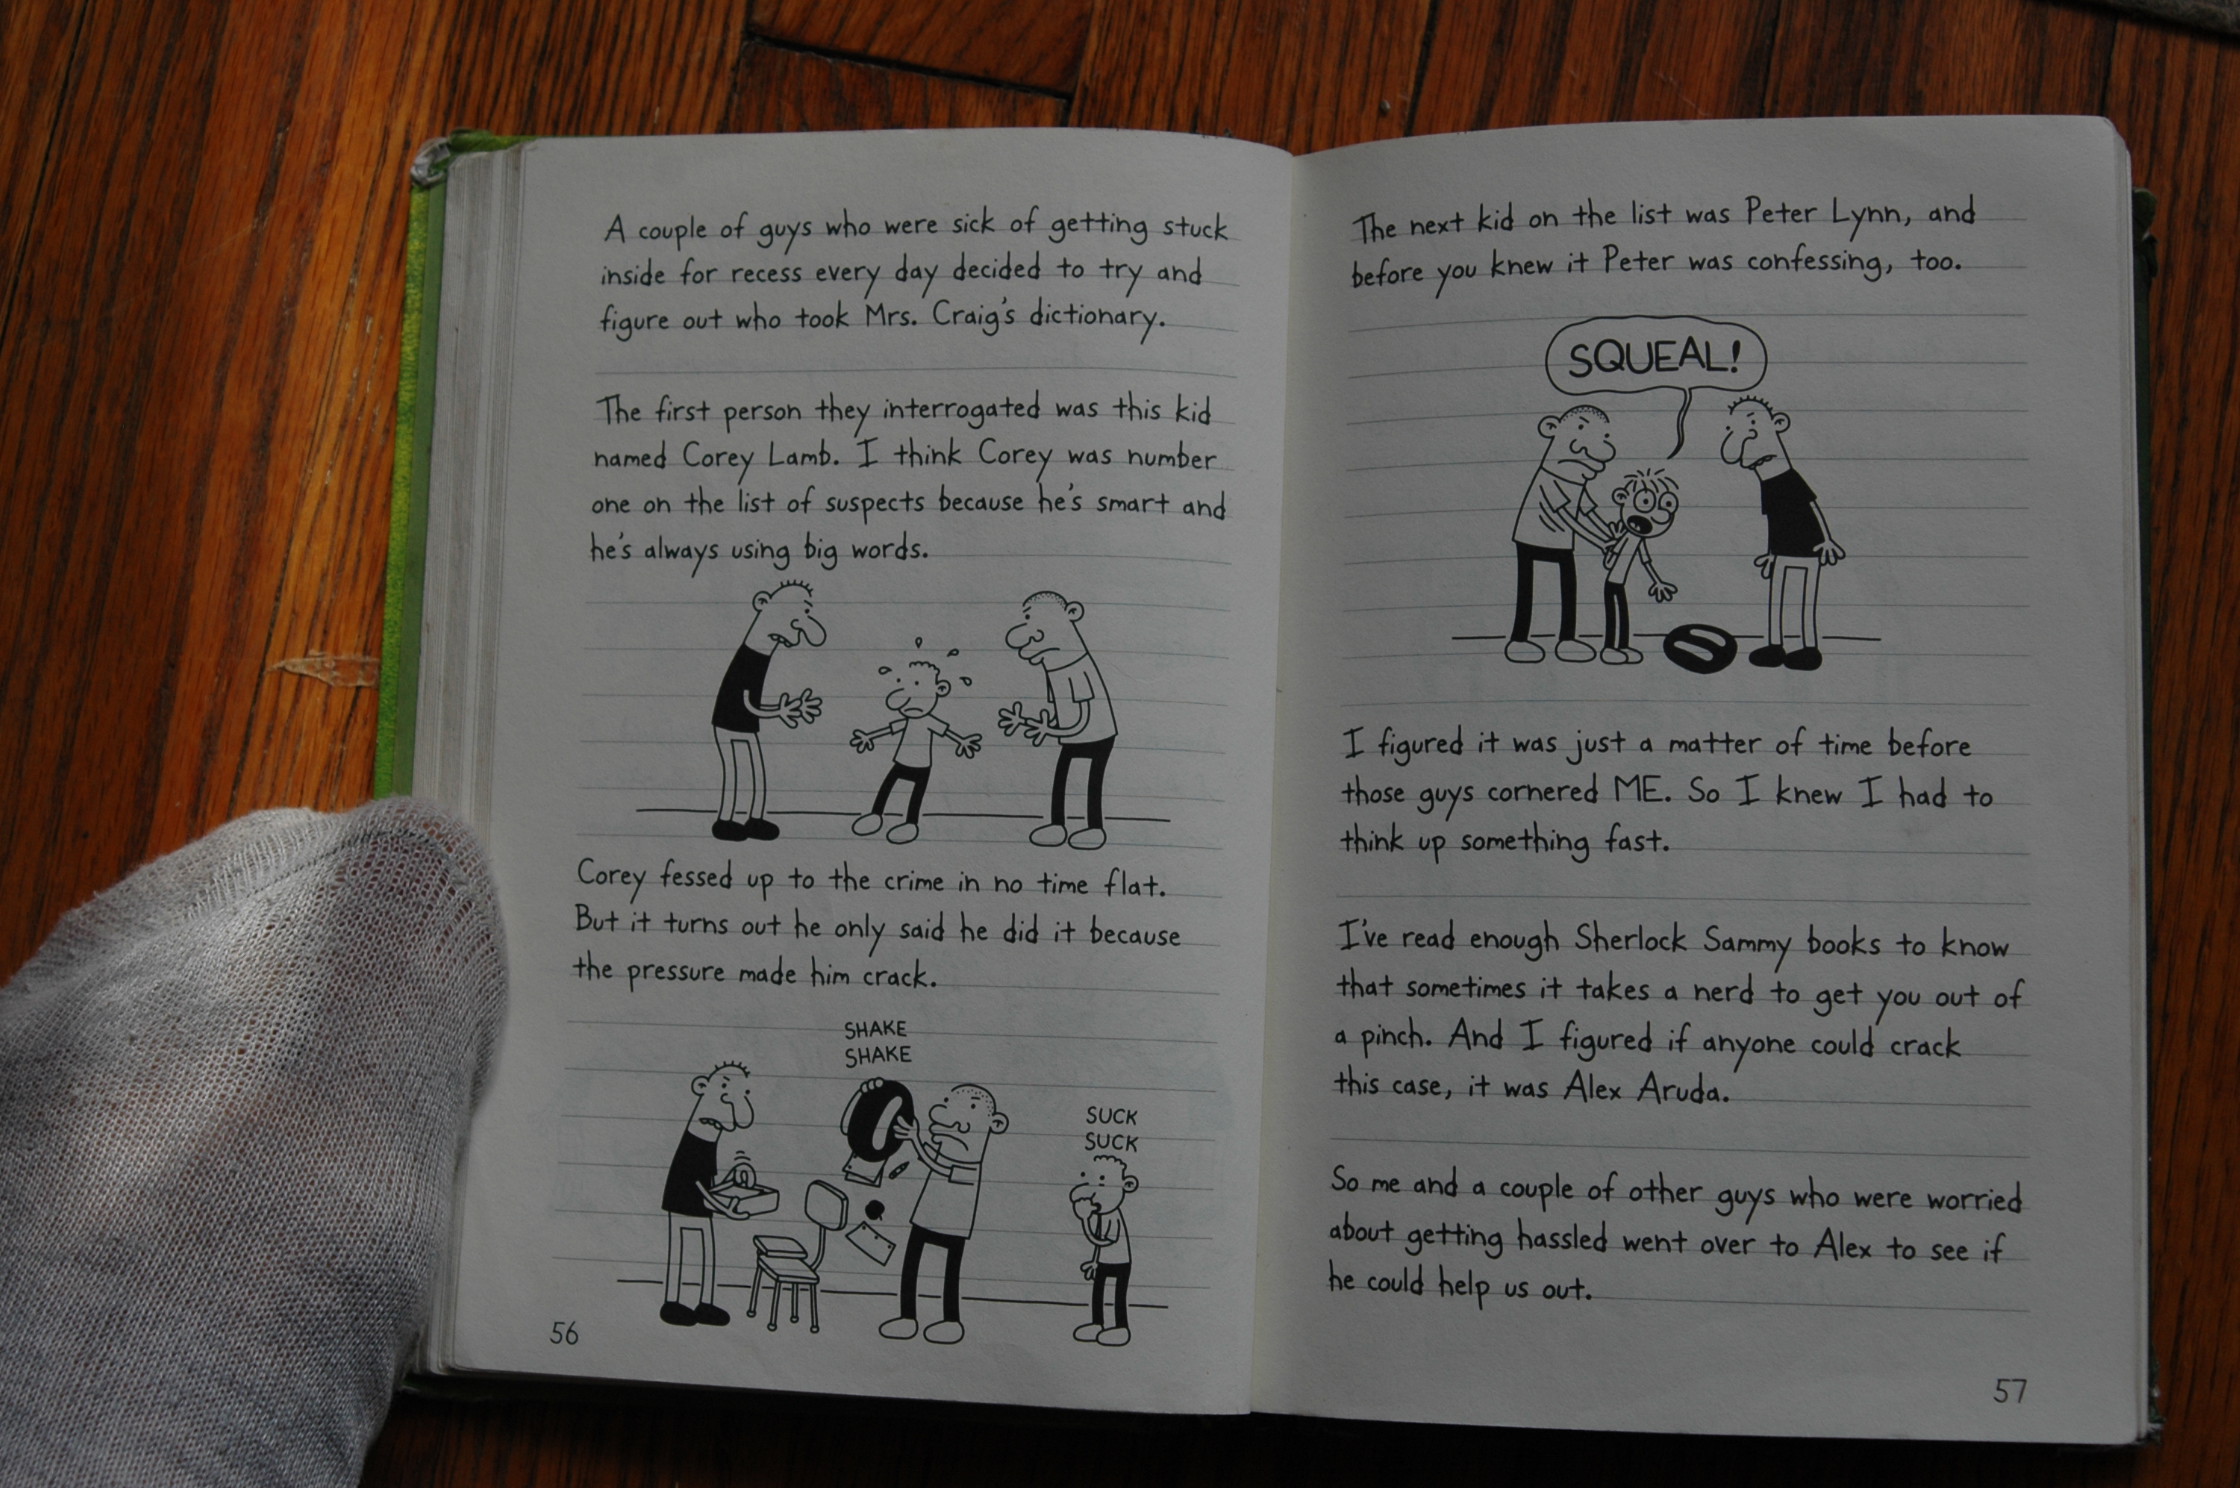 A couple of guys who were sick of getting stuck
inside for recess every day decided to try and
figure out who took Mrs. Craig's dictionary.
The first person they interrogated was this kid
named Corey Lamb. I think Corey was number
one on the list of suspects because he's smart and
he's always using big words.
Corey fessed up to the crime in no time flat.
But it turns out he only said he did it because
the pressure made him crack.
SHAKE
SHAKE
SUCK
SUCK
56
The next kid on the list was Peter Lynn, and
before you knew it Peter was confessing, too.
SQUEAL!
I figured it was just a matter of time before
those guys cornered ME. So I knew I had to
think up something fast.
I've read enough Sherlock Sammy books to know
that sometimes it takes a nerd to get you out of
a pinch. And I figured if anyone could crack
this case, it was Alex Aruda.
So me and a couple of other guys who were worried
about getting hassled went over to Alex to see if
he could help us out.
57